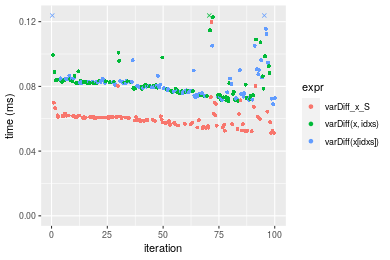 0.12
0.08
0.04
0.00
time (ms)
0
25
50
75
100
iteration
expr
varDiff_x_S
varDiff(x, idxs)
varDiff(x[idxs])